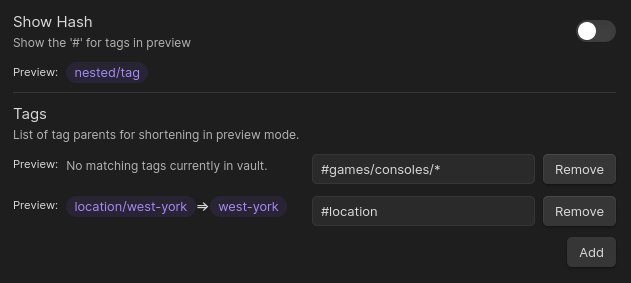 Show Hash
Show the '#' for tags in preview
Preview: nested/tag
Tags
List of tag parents for shortening in preview mode.
Preview: No matching tags currently in vault. #games/consoles/* Remove
Preview: location/west-york ⇒ west-york #location Remove
Add